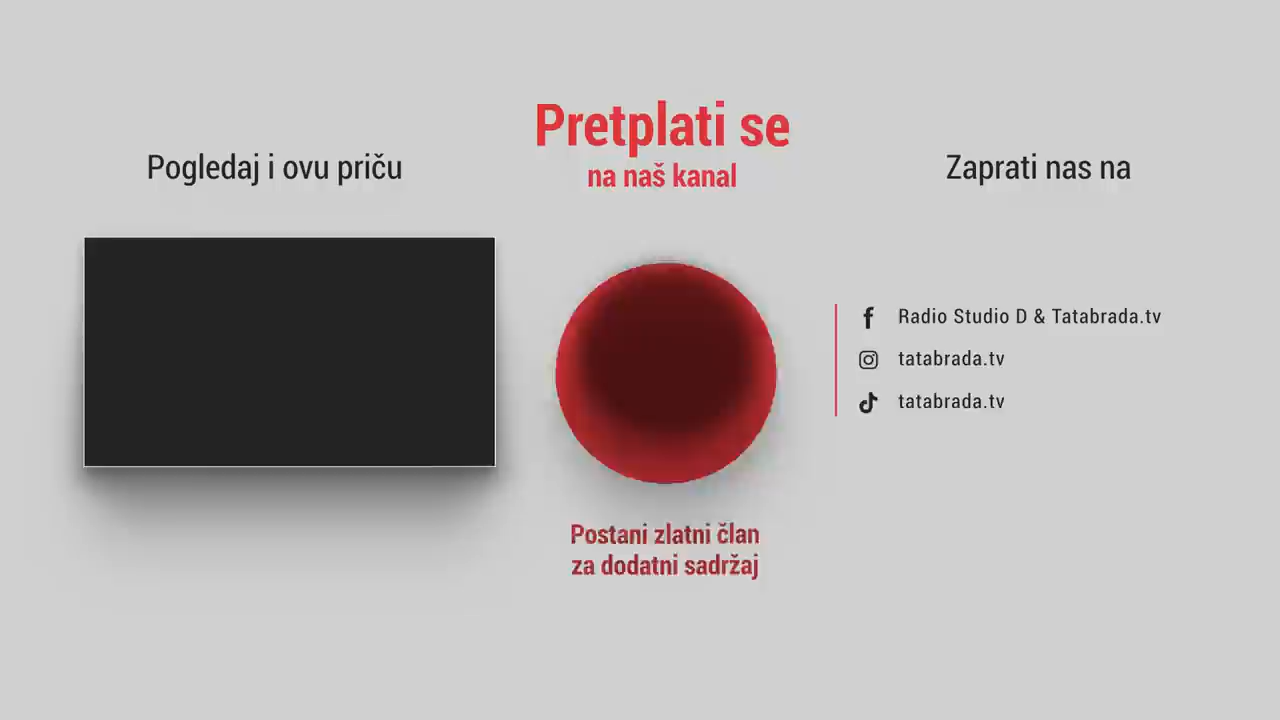 Pogledaj i ovu priču
Pretplati se
na naš kanal
Postani zlatni član
za dodatni sadržaj
Zaprati nas na
Radio Studio D & Tatabrada.tv
tatabrada.tv
tatabrada.tv